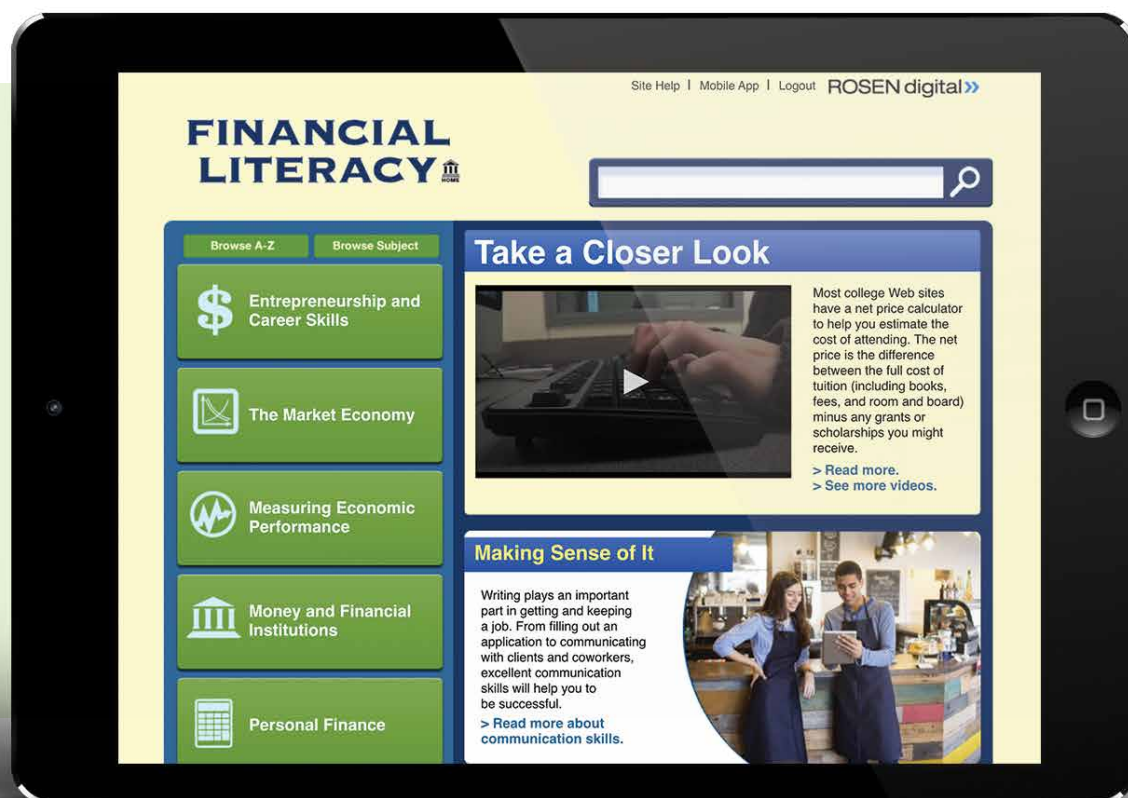 Site Help | Mobile App | Logout ROSEN digital»
FINANCIAL
LITERACY
HOME
Browse A-Z
Browse Subject
Entrepreneurship and
Career Skills
The Market Economy
Measuring Economic
Performance
Money and Financial
Institutions
Personal Finance
Take a Closer Look
Most college Web sites
have a net price calculator
to help you estimate the
cost of attending. The net
price is the difference
between the full cost of
tuition (including books,
fees, and room and board)
minus any grants or
scholarships you might
receive.
> Read more.
> See more videos.
Making Sense of It
Writing plays an important
part in getting and keeping
a job. From filling out an
application to communicating
with clients and coworkers,
excellent communication
skills will help you to
be successful.
> Read more about
communication skills.